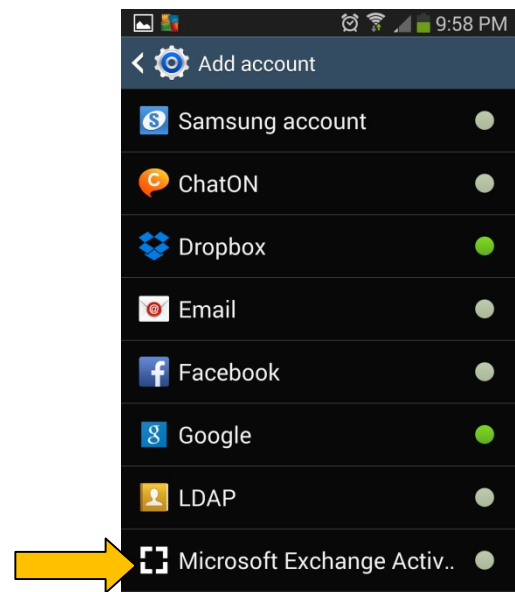 9:58 PM
Add account
Samsung account
ChatON
Dropbox
Email
Facebook
Google
LDAP
Microsoft Exchange Activ..